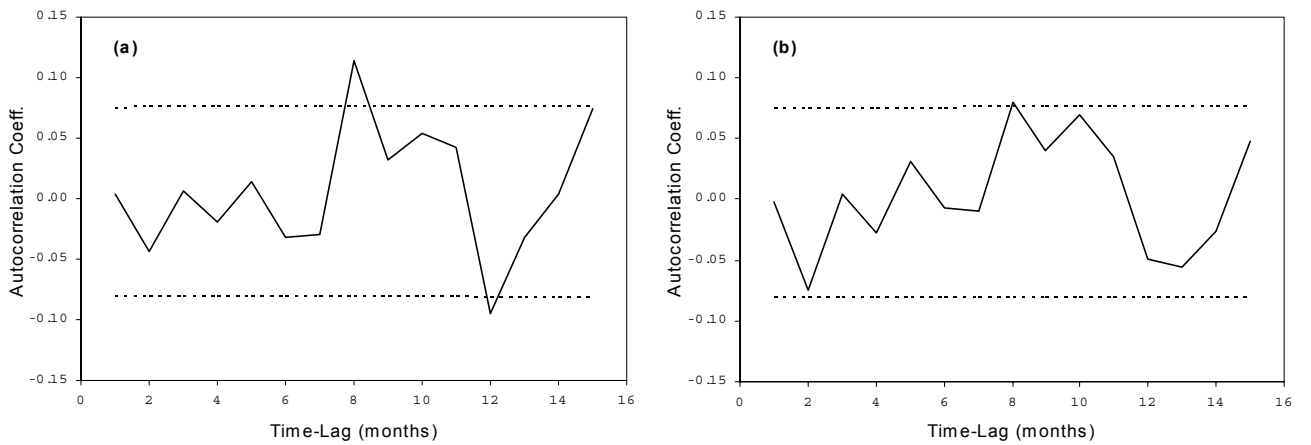 (a)
Autocorrelation Coeff.
0.15
0.10
0.05
0.00
-0.05
-0.10
-0.15
0 2 4 6 8 10 12 14 16
Time-Lag (months)
(b)
Autocorrelation Coeff.
0.15
0.10
0.05
0.00
-0.05
-0.10
-0.15
0 2 4 6 8 10 12 14 16
Time-Lag (months)